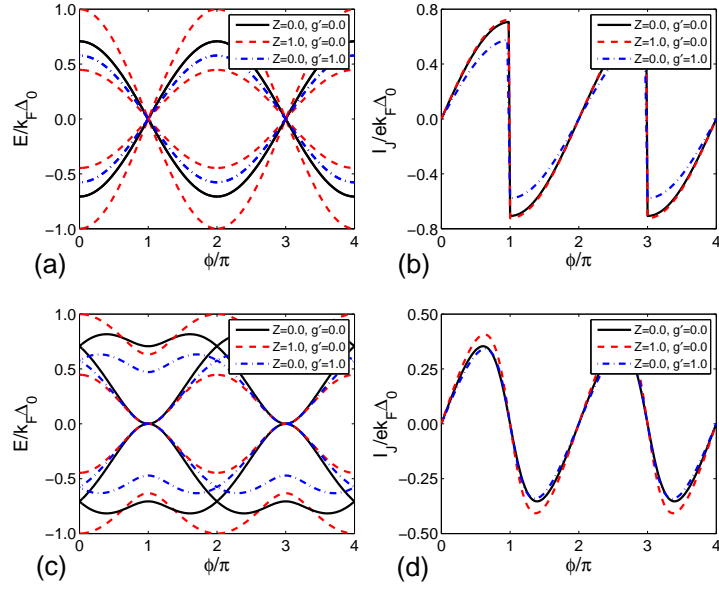 1.0
0.5
0.0
−0.5
−1.0
E/k_FΔ_0
0 1 2 3 4
ϕ/π
Z=0.0, g′=0.0
Z=1.0, g′=0.0
Z=0.0, g′=1.0
(a)
0.8
0.4
0.0
−0.4
−0.8
I_J/ek_FΔ_0
0 1 2 3 4
ϕ/π
Z=0.0, g′=0.0
Z=1.0, g′=0.0
Z=0.0, g′=1.0
(b)
1.0
0.5
0.0
−0.5
−1.0
E/k_FΔ_0
0 1 2 3 4
ϕ/π
Z=0.0, g′=0.0
Z=1.0, g′=0.0
Z=0.0, g′=1.0
(c)
0.50
0.25
0.00
−0.25
−0.50
I_J/ek_FΔ_0
0 1 2 3 4
ϕ/π
Z=0.0, g′=0.0
Z=1.0, g′=0.0
Z=0.0, g′=1.0
(d)